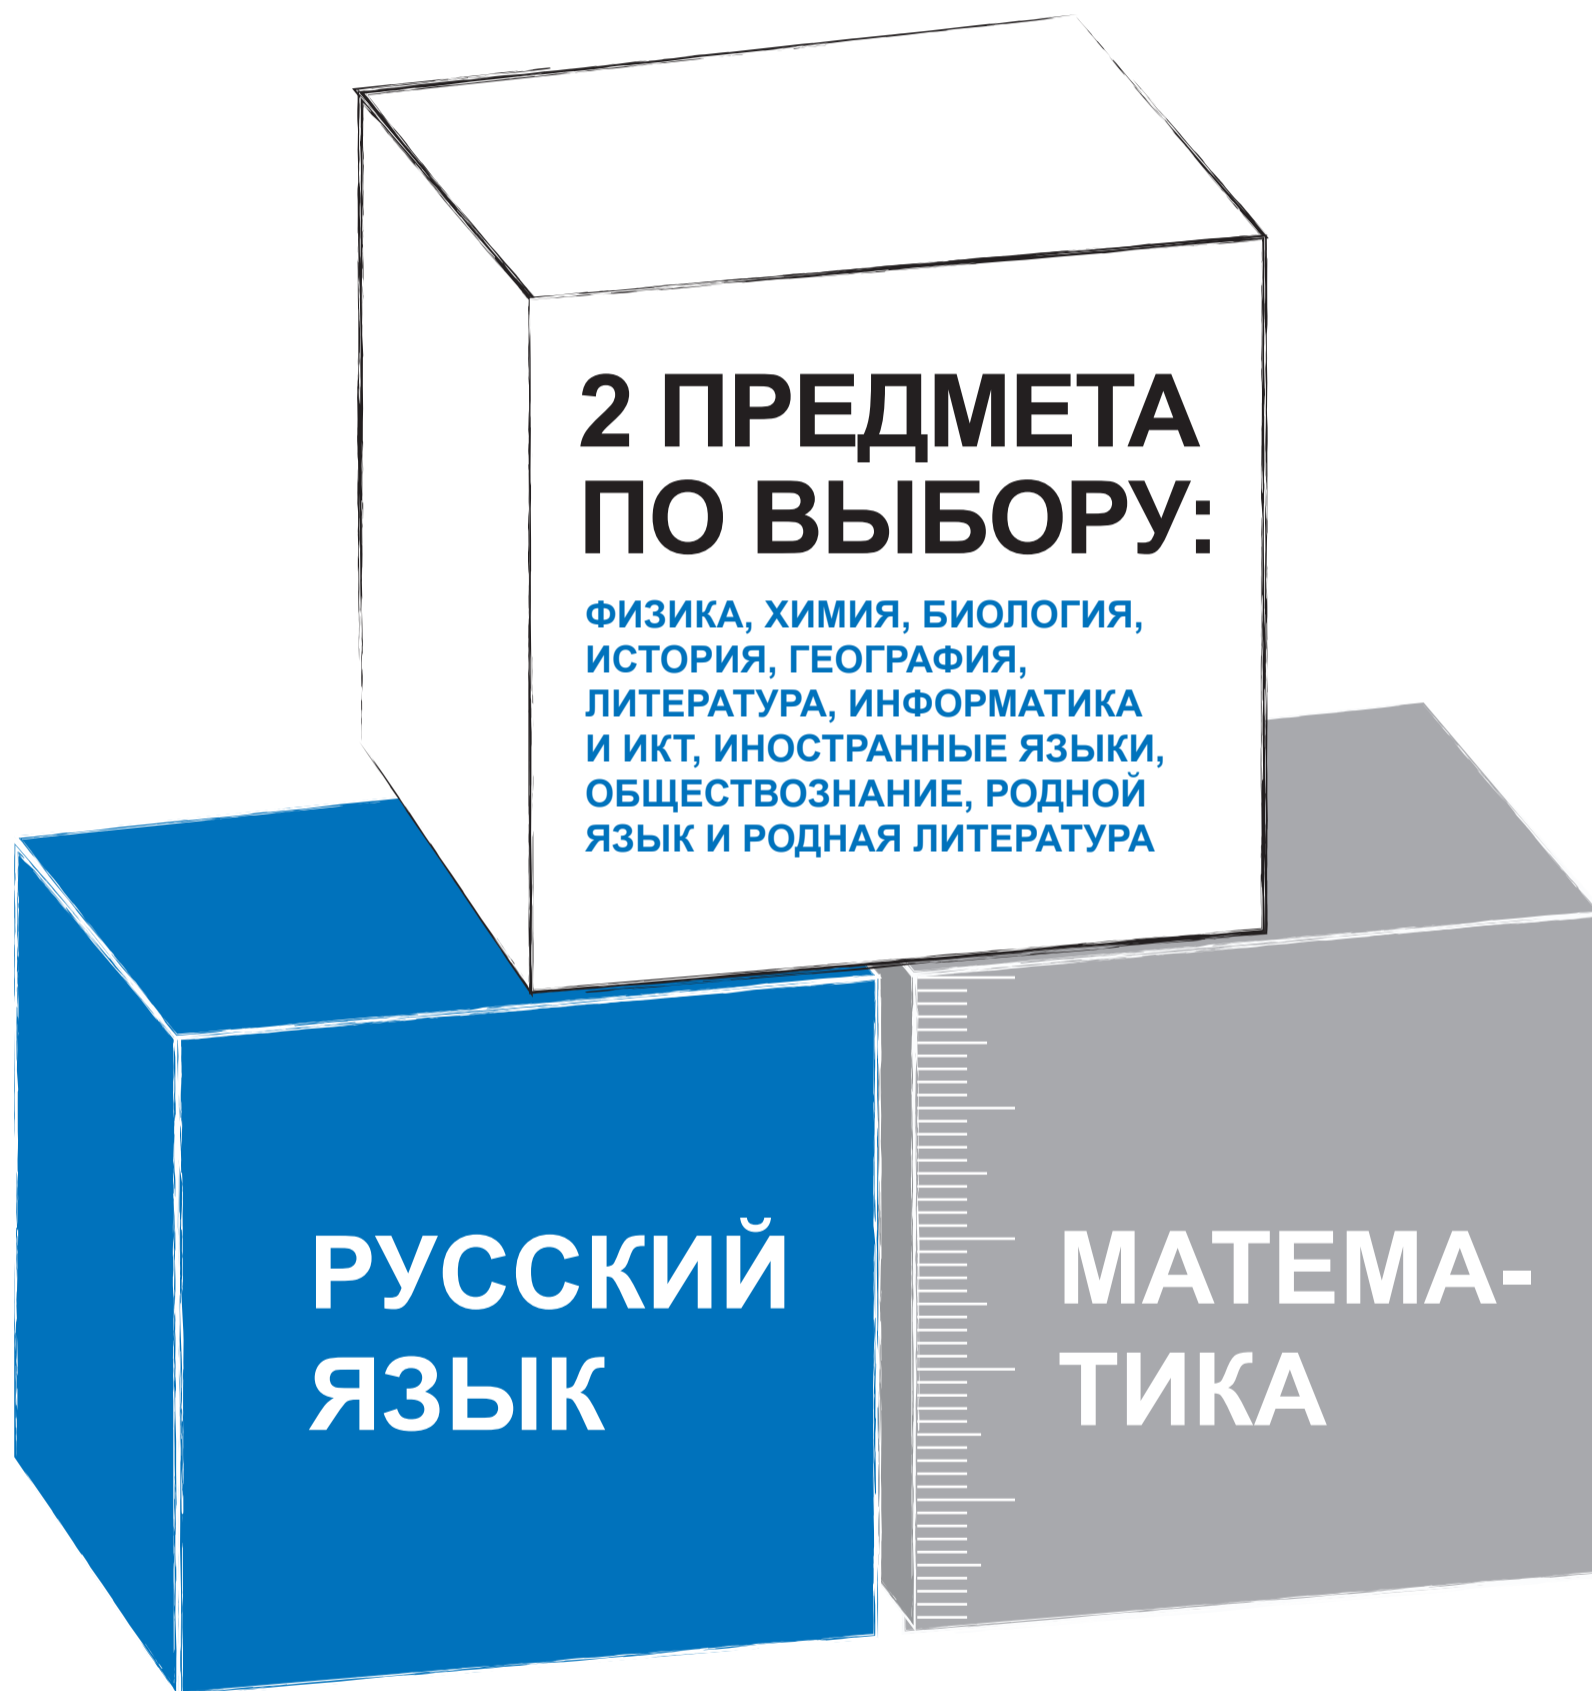 2 ПРЕДМЕТА
ПО ВЫБОРУ:
ФИЗИКА, ХИМИЯ, БИОЛОГИЯ,
ИСТОРИЯ, ГЕОГРАФИЯ,
ЛИТЕРАТУРА, ИНФОРМАТИКА
И ИКТ, ИНОСТРАННЫЕ ЯЗЫКИ,
ОБЩЕСТВОЗНАНИЕ, РОДНОЙ
ЯЗЫК И РОДНАЯ ЛИТЕРАТУРА
РУССКИЙ
ЯЗЫК
МАТЕМА-
ТИКА